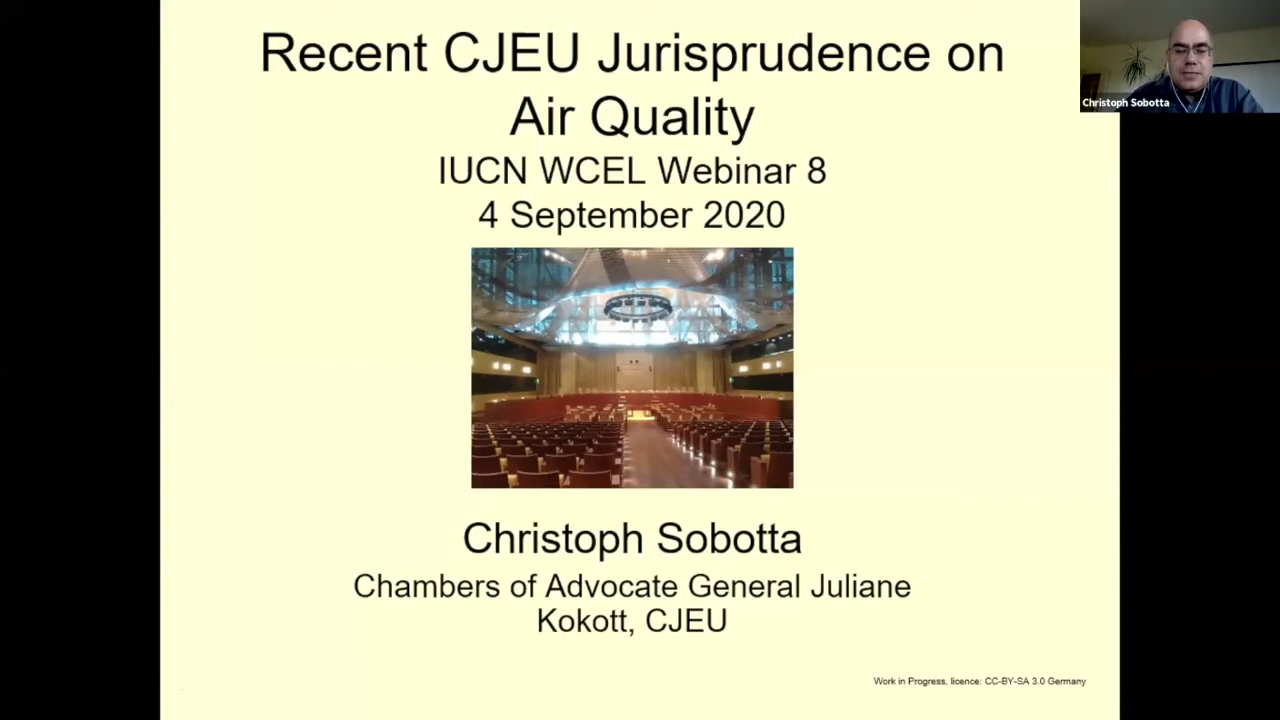 Recent CJEU Jurisprudence on
Air Quality
IUCN WCEL Webinar 8
4 September 2020
Christoph Sobotta
Christoph Sobotta
Chambers of Advocate General Juliane
Kokott, CJEU
Work in Progress, licence: CC-BY-SA 3.0 Germany